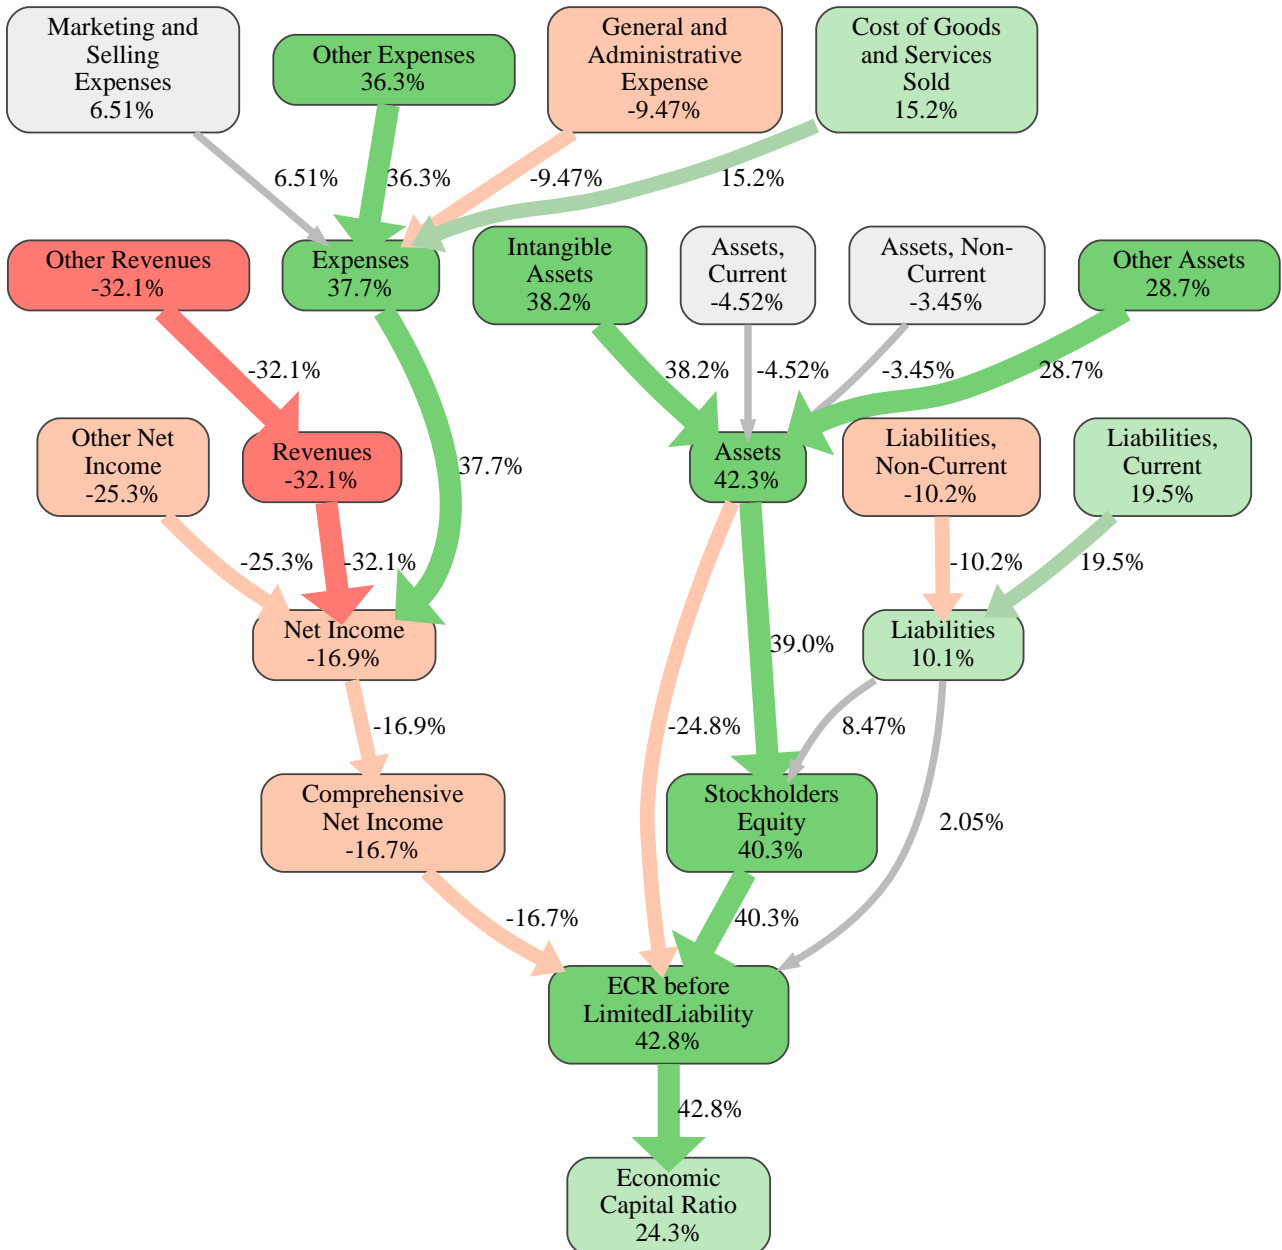 Marketing and
Selling
Expenses
6.51%
Other Expenses
36.3%
General and
Administrative
Expense
-9.47%
Cost of Goods
and Services
Sold
15.2%
6.51%
36.3%
-9.47%
15.2%
Other Revenues
-32.1%
Expenses
37.7%
Intangible
Assets
38.2%
Assets,
Current
-4.52%
Assets, Non-
Current
-3.45%
Other Assets
28.7%
-32.1%
38.2%
-4.52%
-3.45%
28.7%
Other Net
Income
-25.3%
Revenues
-32.1%
37.7%
Assets
42.3%
Liabilities,
Non-Current
-10.2%
Liabilities,
Current
19.5%
-25.3%
-32.1%
-10.2%
19.5%
Net Income
-16.9%
39.0%
Liabilities
10.1%
-16.9%
-24.8%
8.47%
Comprehensive
Net Income
-16.7%
Stockholders
Equity
40.3%
2.05%
-16.7%
40.3%
ECR before
LimitedLiability
42.8%
42.8%
Economic
Capital Ratio
24.3%